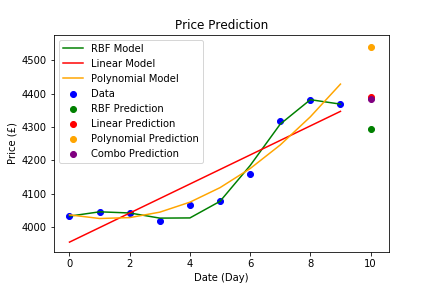 Price Prediction
RBF Model
Linear Model
Polynomial Model
Data
RBF Prediction
Linear Prediction
Polynomial Prediction
Combo Prediction
4500
4400
4300
4200
4100
4000
Price (£)
0 2 4 6 8 10
Date (Day)